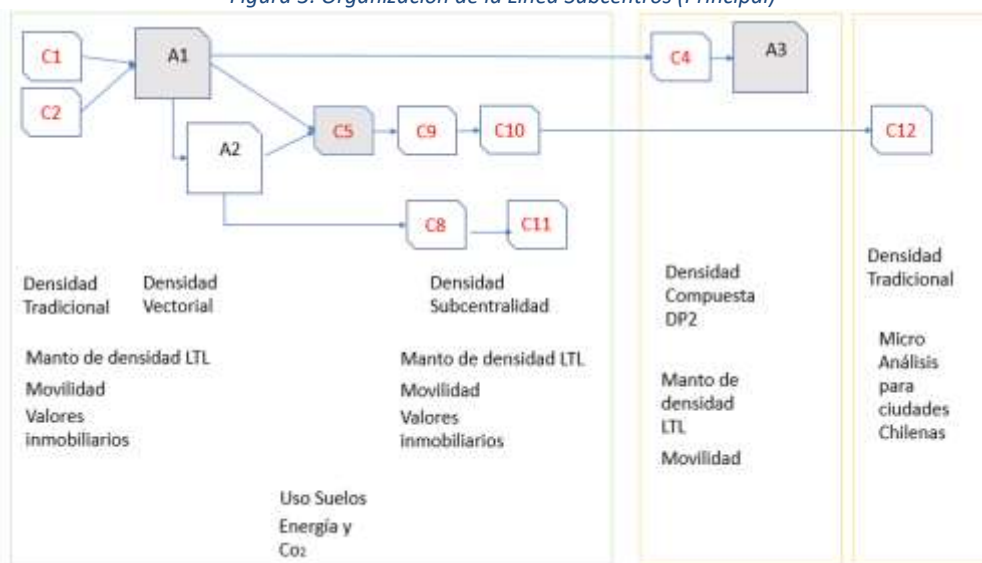 Figura 3. Organización de la Línea Subcentros (Principal)
C1
A1
C4
A3
C2
A2
C5
C9
C10
C12
C8
C11
Densidad
Tradicional
Densidad
Vectorial
Densidad
Subcentralidad
Densidad
Compuesta
DP2
Densidad
Tradicional
Manto de densidad LTL
Movilidad
Valores
inmobiliarios
Manto de densidad LTL
Movilidad
Valores
inmobiliarios
Manto de
densidad
LTL
Movilidad
Micro
Análisis
para
ciudades
Chilenas
Uso Suelos
Energía y
Co2